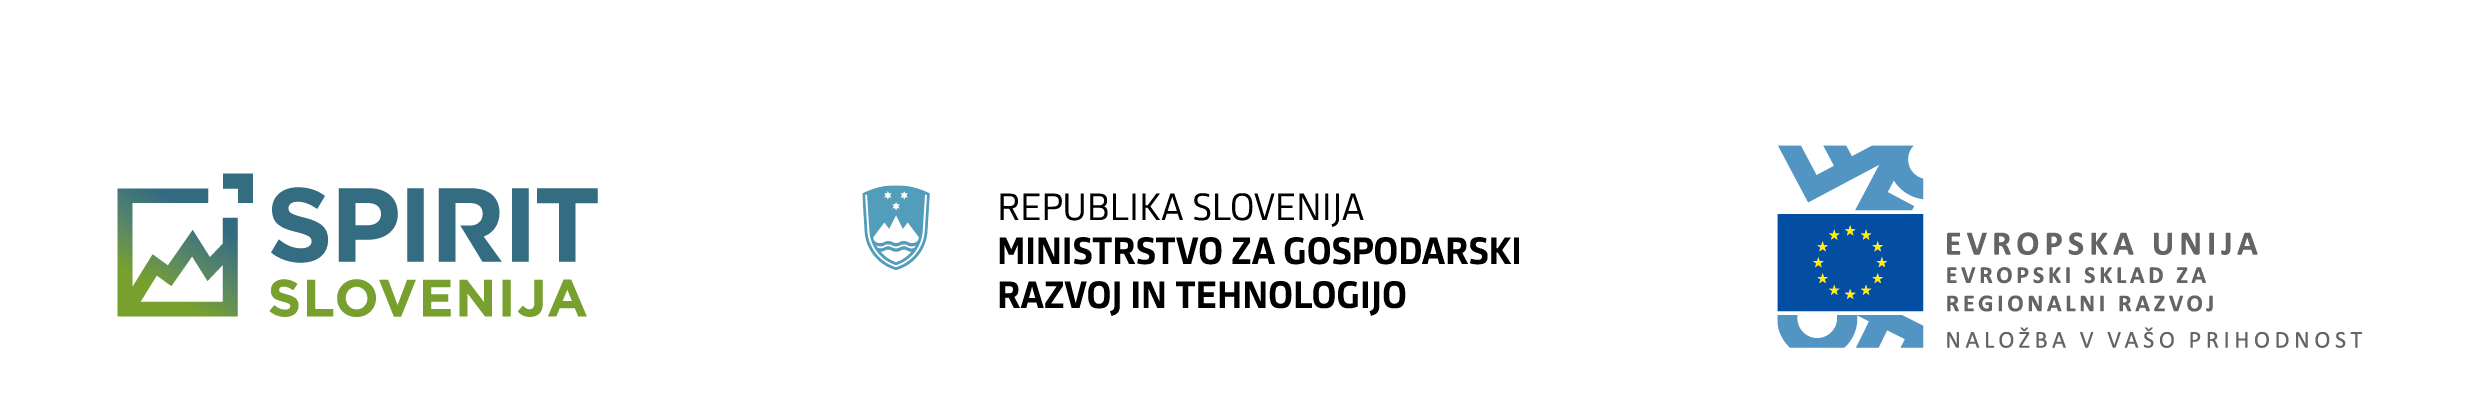 SPIRIT
SLOVENIJA
REPUBLIKA SLOVENIJA
MINISTRSTVO ZA GOSPODARSKI
RAZVOJ IN TEHNOLOGIJO
EVROPSKA UNIJA
EVROPSKI SKLAD ZA
REGIONALNI RAZVOJ
NALOŽBA V VAŠO PRIHODNOST